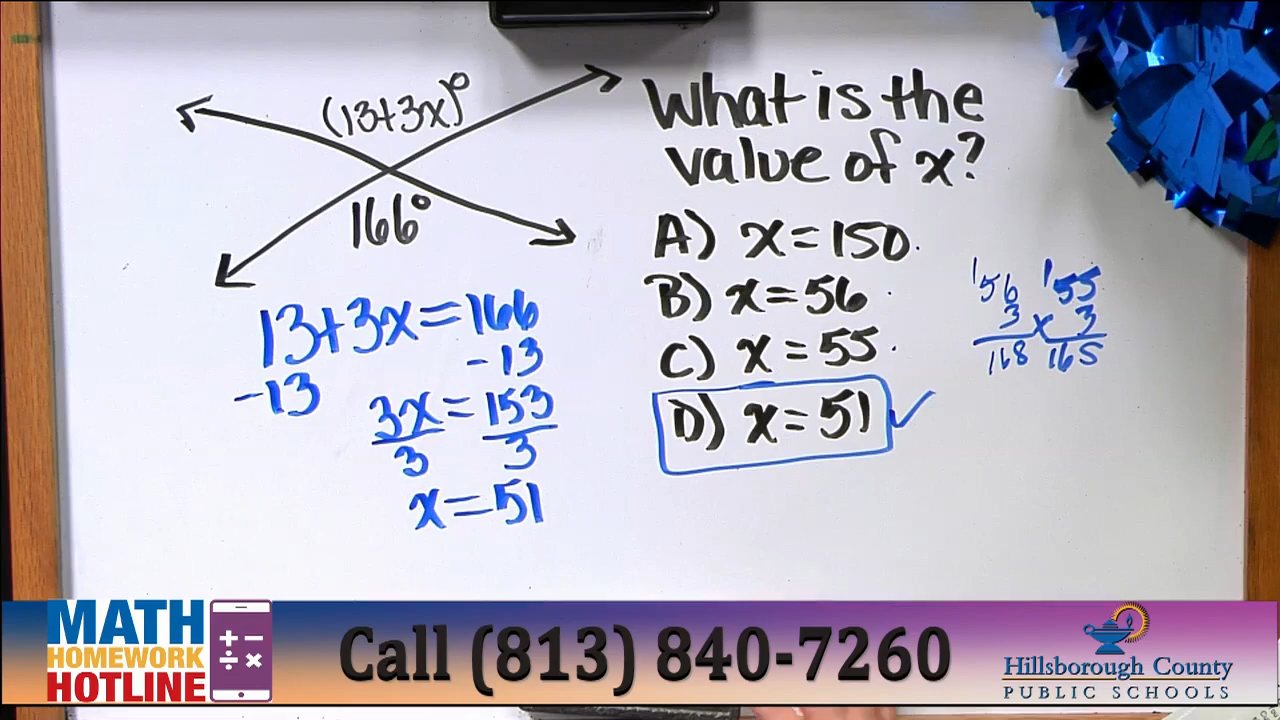 (13+3x)°
166°
What is the
value of x?
A) x=150.
B) x=56.
C) x=55.
D) x=51 ✓
13+3x=166
-13
-13
3x=153
3 3
x=51
1 56
3
168
1 55
x 3
165
MATH
HOMEWORK
HOTLINE
+ −
÷ ×
Call (813) 840-7260
Hillsborough County
PUBLIC SCHOOLS